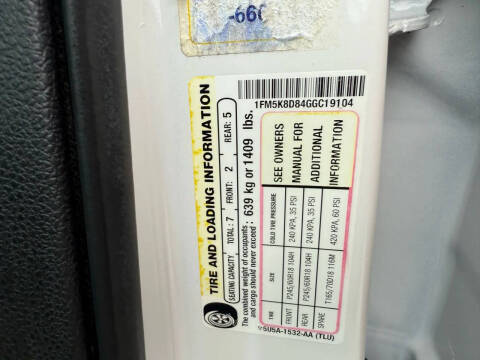 -660
TIRE AND LOADING INFORMATION
SEATING CAPACITY TOTAL: 7 FRONT: 2 REAR: 5
The combined weight of occupants
and cargo should never exceed : 639 kg or 1409 lbs.
1FM5K8D84GGC19104
TIRE SIZE COLD TIRE PRESSURE SEE OWNERS
FRONT P245/60R18 104H 240 KPA, 35 PSI MANUAL FOR
REAR P245/60R18 104H 240 KPA, 35 PSI ADDITIONAL
SPARE T165/70D18 116M 420 KPA, 60 PSI INFORMATION
F5U5A-1532-AA (TLU)